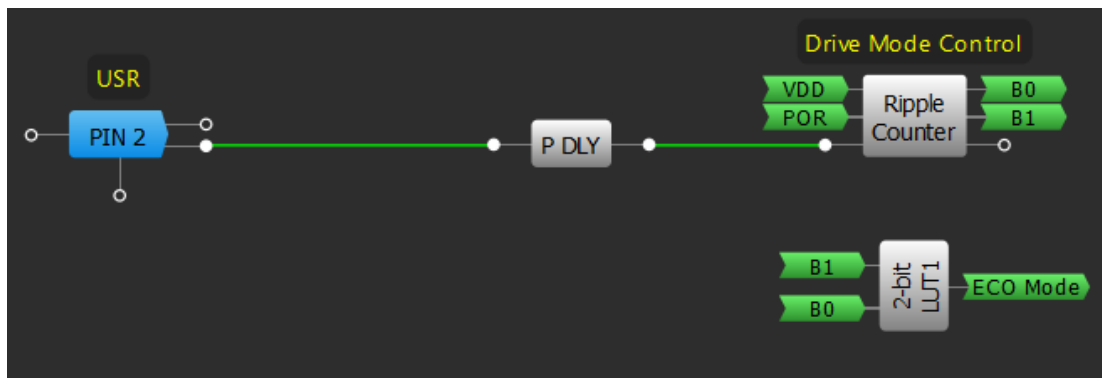 Drive Mode Control
USR
VDD
B0
Ripple
Counter
POR
B1
PIN 2
P DLY
B1
2-bit
LUT1
ECO Mode
B0